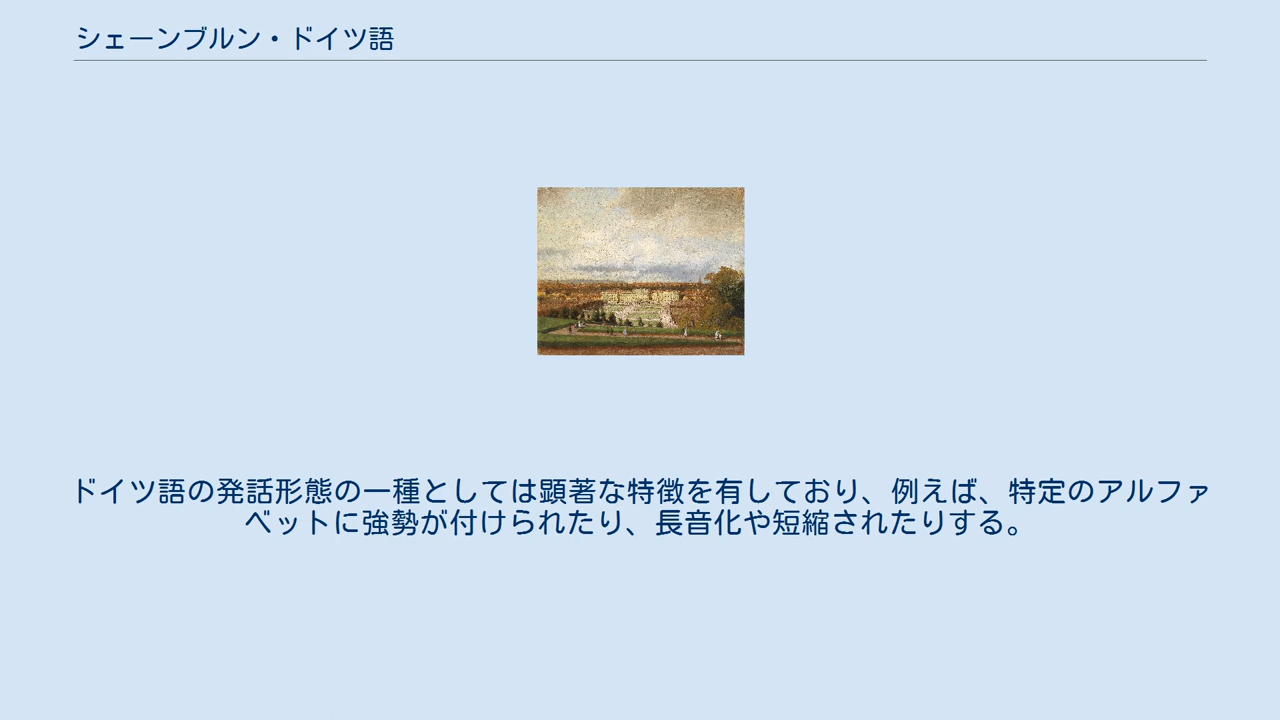 シェーンブルン・ドイツ語
ドイツ語の発話形態の一種としては顕著な特徴を有しており、例えば、特定のアルファ
ベットに強勢が付けられたり、長音化や短縮されたりする。